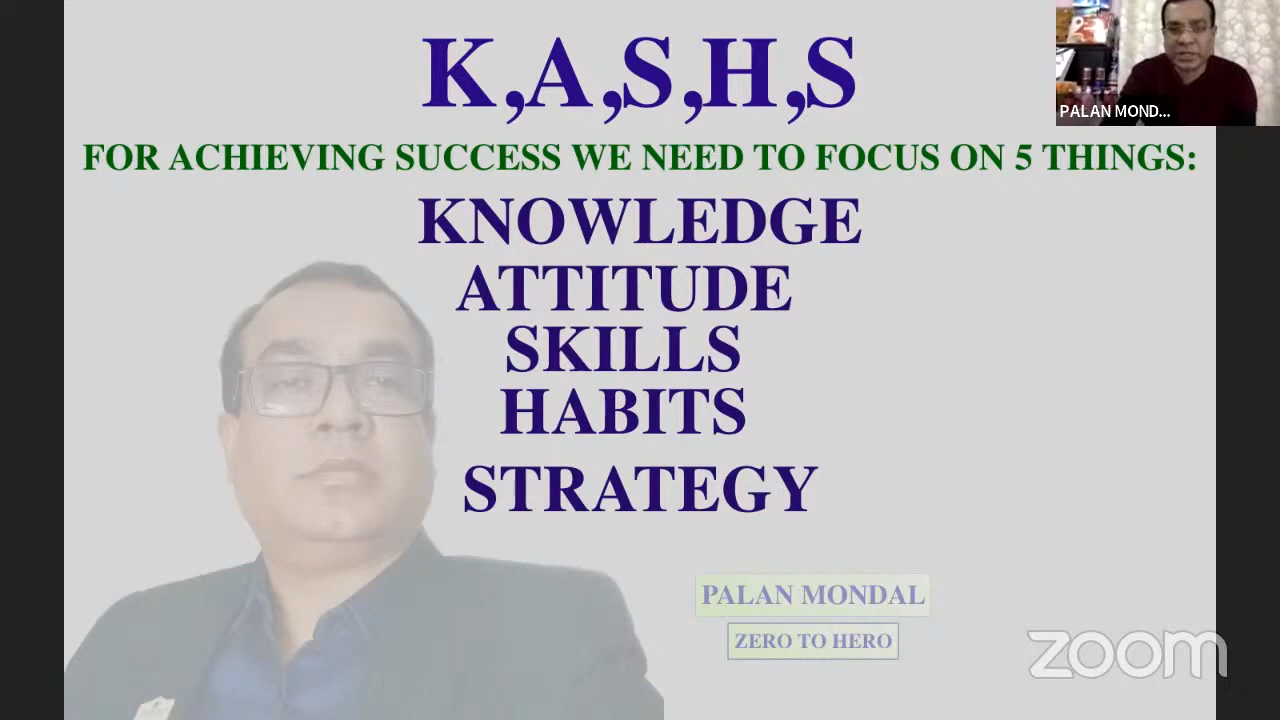 K,A,S,H,S
PALAN MOND...
FOR ACHIEVING SUCCESS WE NEED TO FOCUS ON 5 THINGS:
KNOWLEDGE
ATTITUDE
SKILLS
HABITS
STRATEGY
PALAN MONDAL
ZERO TO HERO
zoom